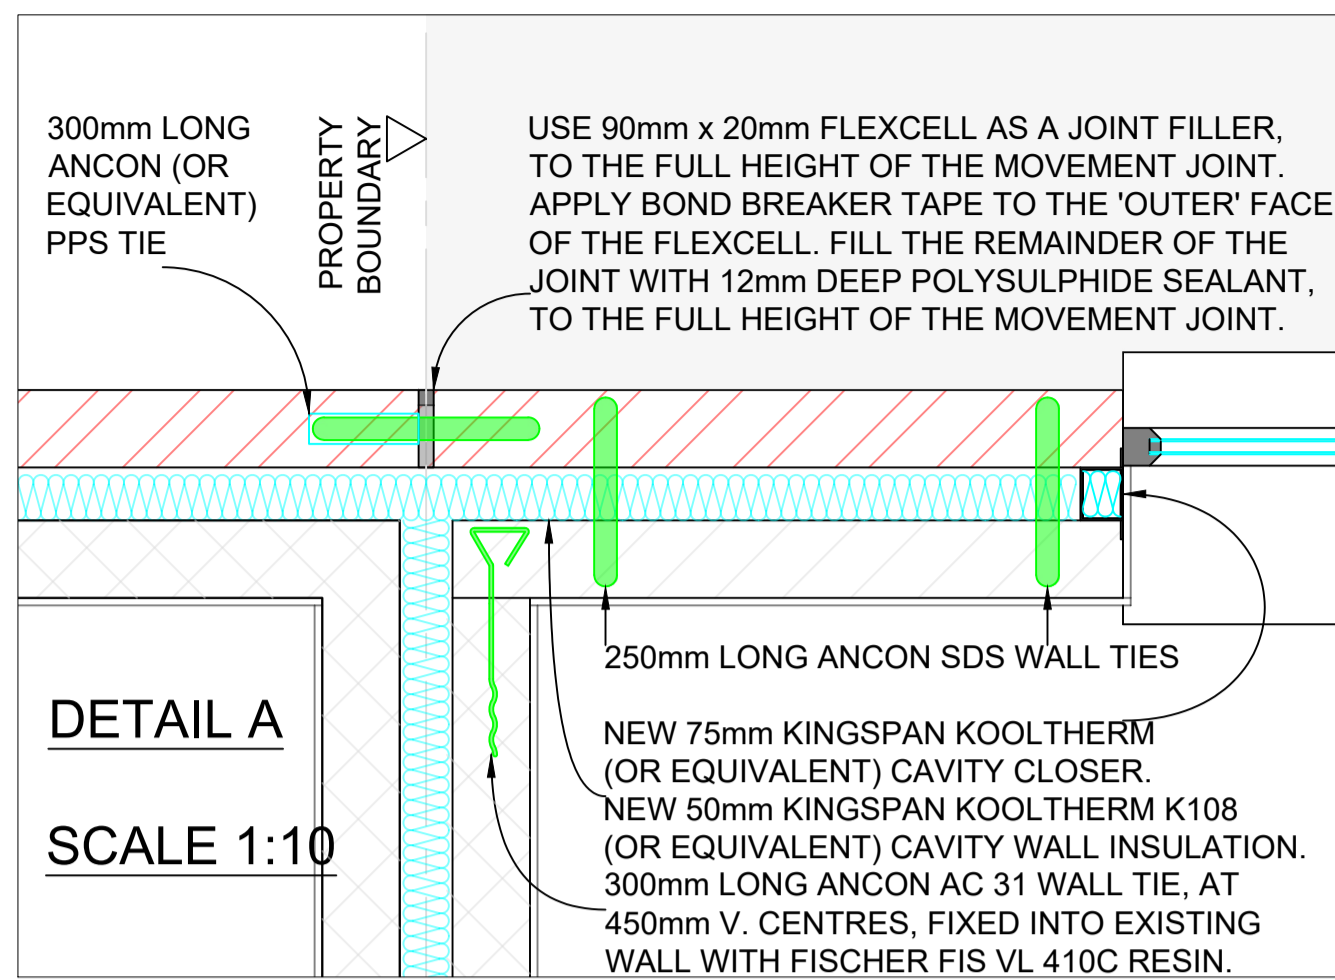 300mm LONG
ANCON (OR
EQUIVALENT)
PPS TIE
PROPERTY
BOUNDARY
USE 90mm x 20mm FLEXCELL AS A JOINT FILLER,
TO THE FULL HEIGHT OF THE MOVEMENT JOINT.
APPLY BOND BREAKER TAPE TO THE 'OUTER' FACE
OF THE FLEXCELL. FILL THE REMAINDER OF THE
JOINT WITH 12mm DEEP POLYSULPHIDE SEALANT,
TO THE FULL HEIGHT OF THE MOVEMENT JOINT.
250mm LONG ANCON SDS WALL TIES
DETAIL A
SCALE 1:10
NEW 75mm KINGSPAN KOOLTHERM
(OR EQUIVALENT) CAVITY CLOSER.
NEW 50mm KINGSPAN KOOLTHERM K108
(OR EQUIVALENT) CAVITY WALL INSULATION.
300mm LONG ANCON AC 31 WALL TIE, AT
450mm V. CENTRES, FIXED INTO EXISTING
WALL WITH FISCHER FIS VL 410C RESIN.